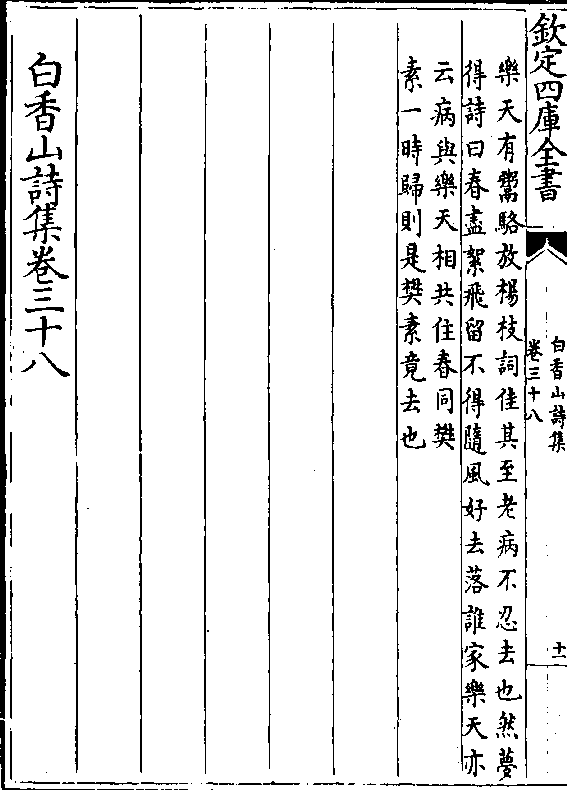 欽定四庫全書
白香山詩集
卷三十八
十一
樂天有鬻駱放楊枝詞佳其至老病不忍去也然夢
得詩曰春盡絮飛留不得隨風好去落誰家樂天亦
云病與樂天相共住春同樊
素一時歸則是樊素竟去也
白香山詩集卷三十八